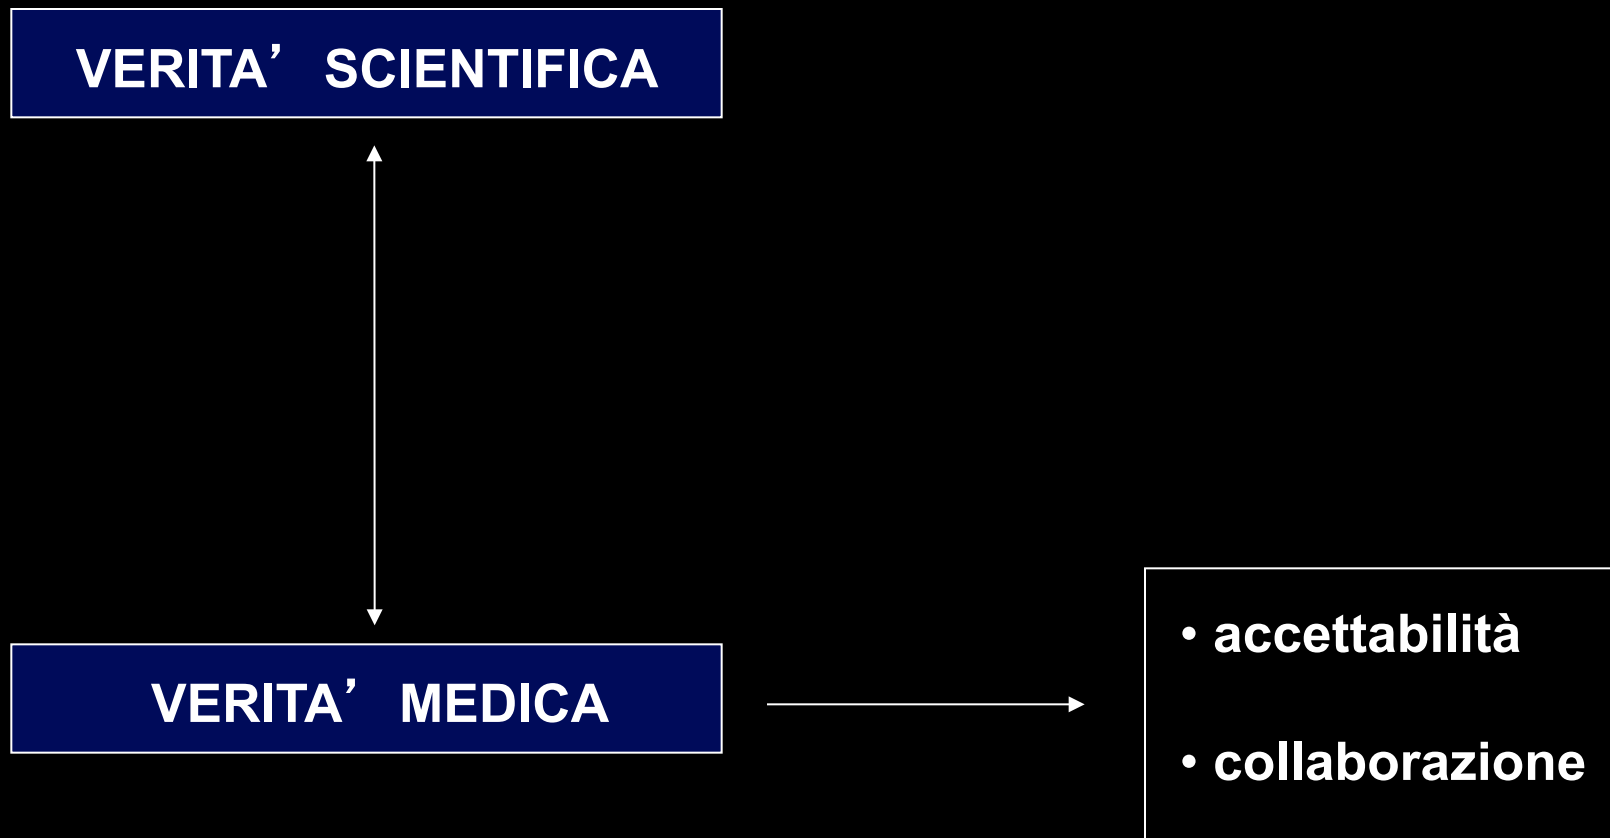 VERITA’ SCIENTIFICA
VERITA’ MEDICA
• accettabilità
• collaborazione